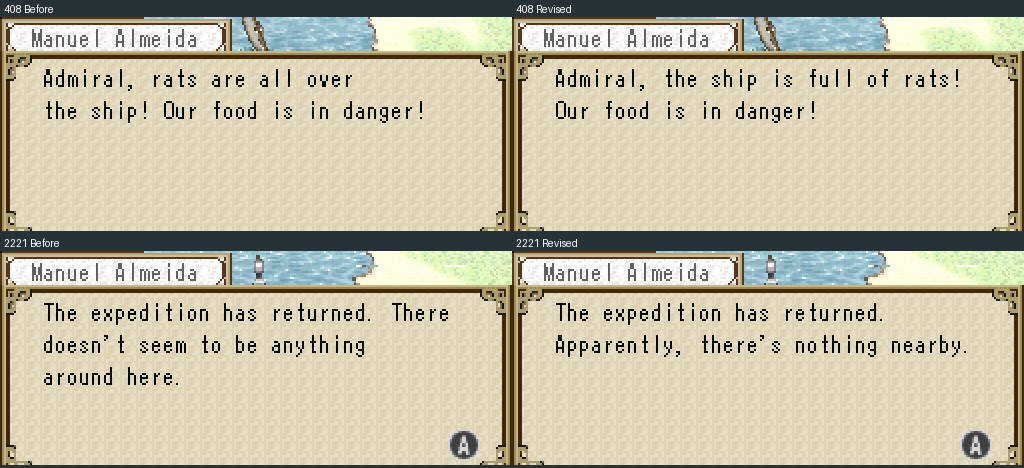 408 Before
Manuel Almeida
Admiral, rats are all over
the ship! Our food is in danger!
408 Revised
Manuel Almeida
Admiral, the ship is full of rats!
Our food is in danger!
2221 Before
Manuel Almeida
The expedition has returned. There
doesn't seem to be anything
around here.
A
2221 Revised
Manuel Almeida
The expedition has returned.
Apparently, there's nothing nearby.
A